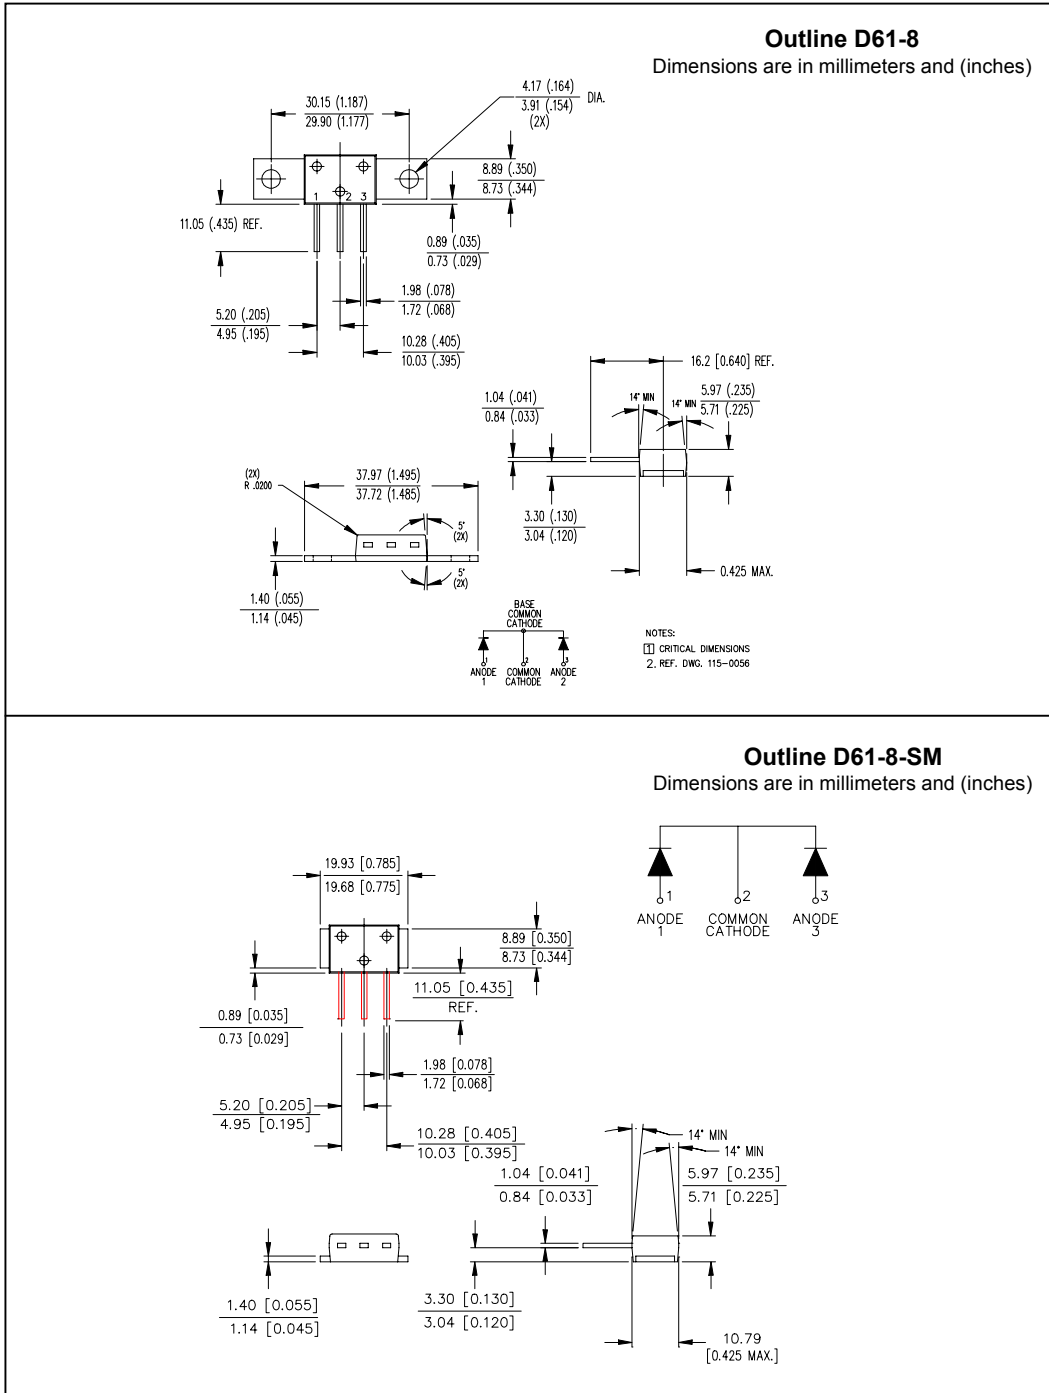 Outline D61-8
Dimensions are in millimeters and (inches)
4.17 (.164)
3.91 (.154)
(2X)
DIA.
30.15 (1.187)
29.90 (1.177)
8.89 (.350)
8.73 (.344)
1 2 3
11.05 (.435) REF.
0.89 (.035)
0.73 (.029)
1.98 (.078)
1.72 (.068)
5.20 (.205)
4.95 (.195)
10.28 (.405)
10.03 (.395)
16.2 [0.640] REF.
1.04 (.041)
0.84 (.033)
14° MIN
14° MIN
5.97 (.235)
5.71 (.225)
(2X)
R .0200
37.97 (1.495)
37.72 (1.485)
5°
(2X)
3.30 (.130)
3.04 (.120)
5°
(2X)
0.425 MAX.
1.40 (.055)
1.14 (.045)
BASE
COMMON
CATHODE
1 2 3
ANODE COMMON ANODE
1 CATHODE 2
NOTES:
1 CRITICAL DIMENSIONS
2. REF. DWG. 115-0056
Outline D61-8-SM
Dimensions are in millimeters and (inches)
1 2 3
ANODE COMMON ANODE
1 CATHODE 3
19.93 [0.785]
19.68 [0.775]
8.89 [0.350]
8.73 [0.344]
11.05 [0.435]
REF.
0.89 [0.035]
0.73 [0.029]
1.98 [0.078]
1.72 [0.068]
5.20 [0.205]
4.95 [0.195]
10.28 [0.405]
10.03 [0.395]
14° MIN
14° MIN
1.04 [0.041]
0.84 [0.033]
5.97 [0.235]
5.71 [0.225]
1.40 [0.055]
1.14 [0.045]
3.30 [0.130]
3.04 [0.120]
10.79
[0.425 MAX.]